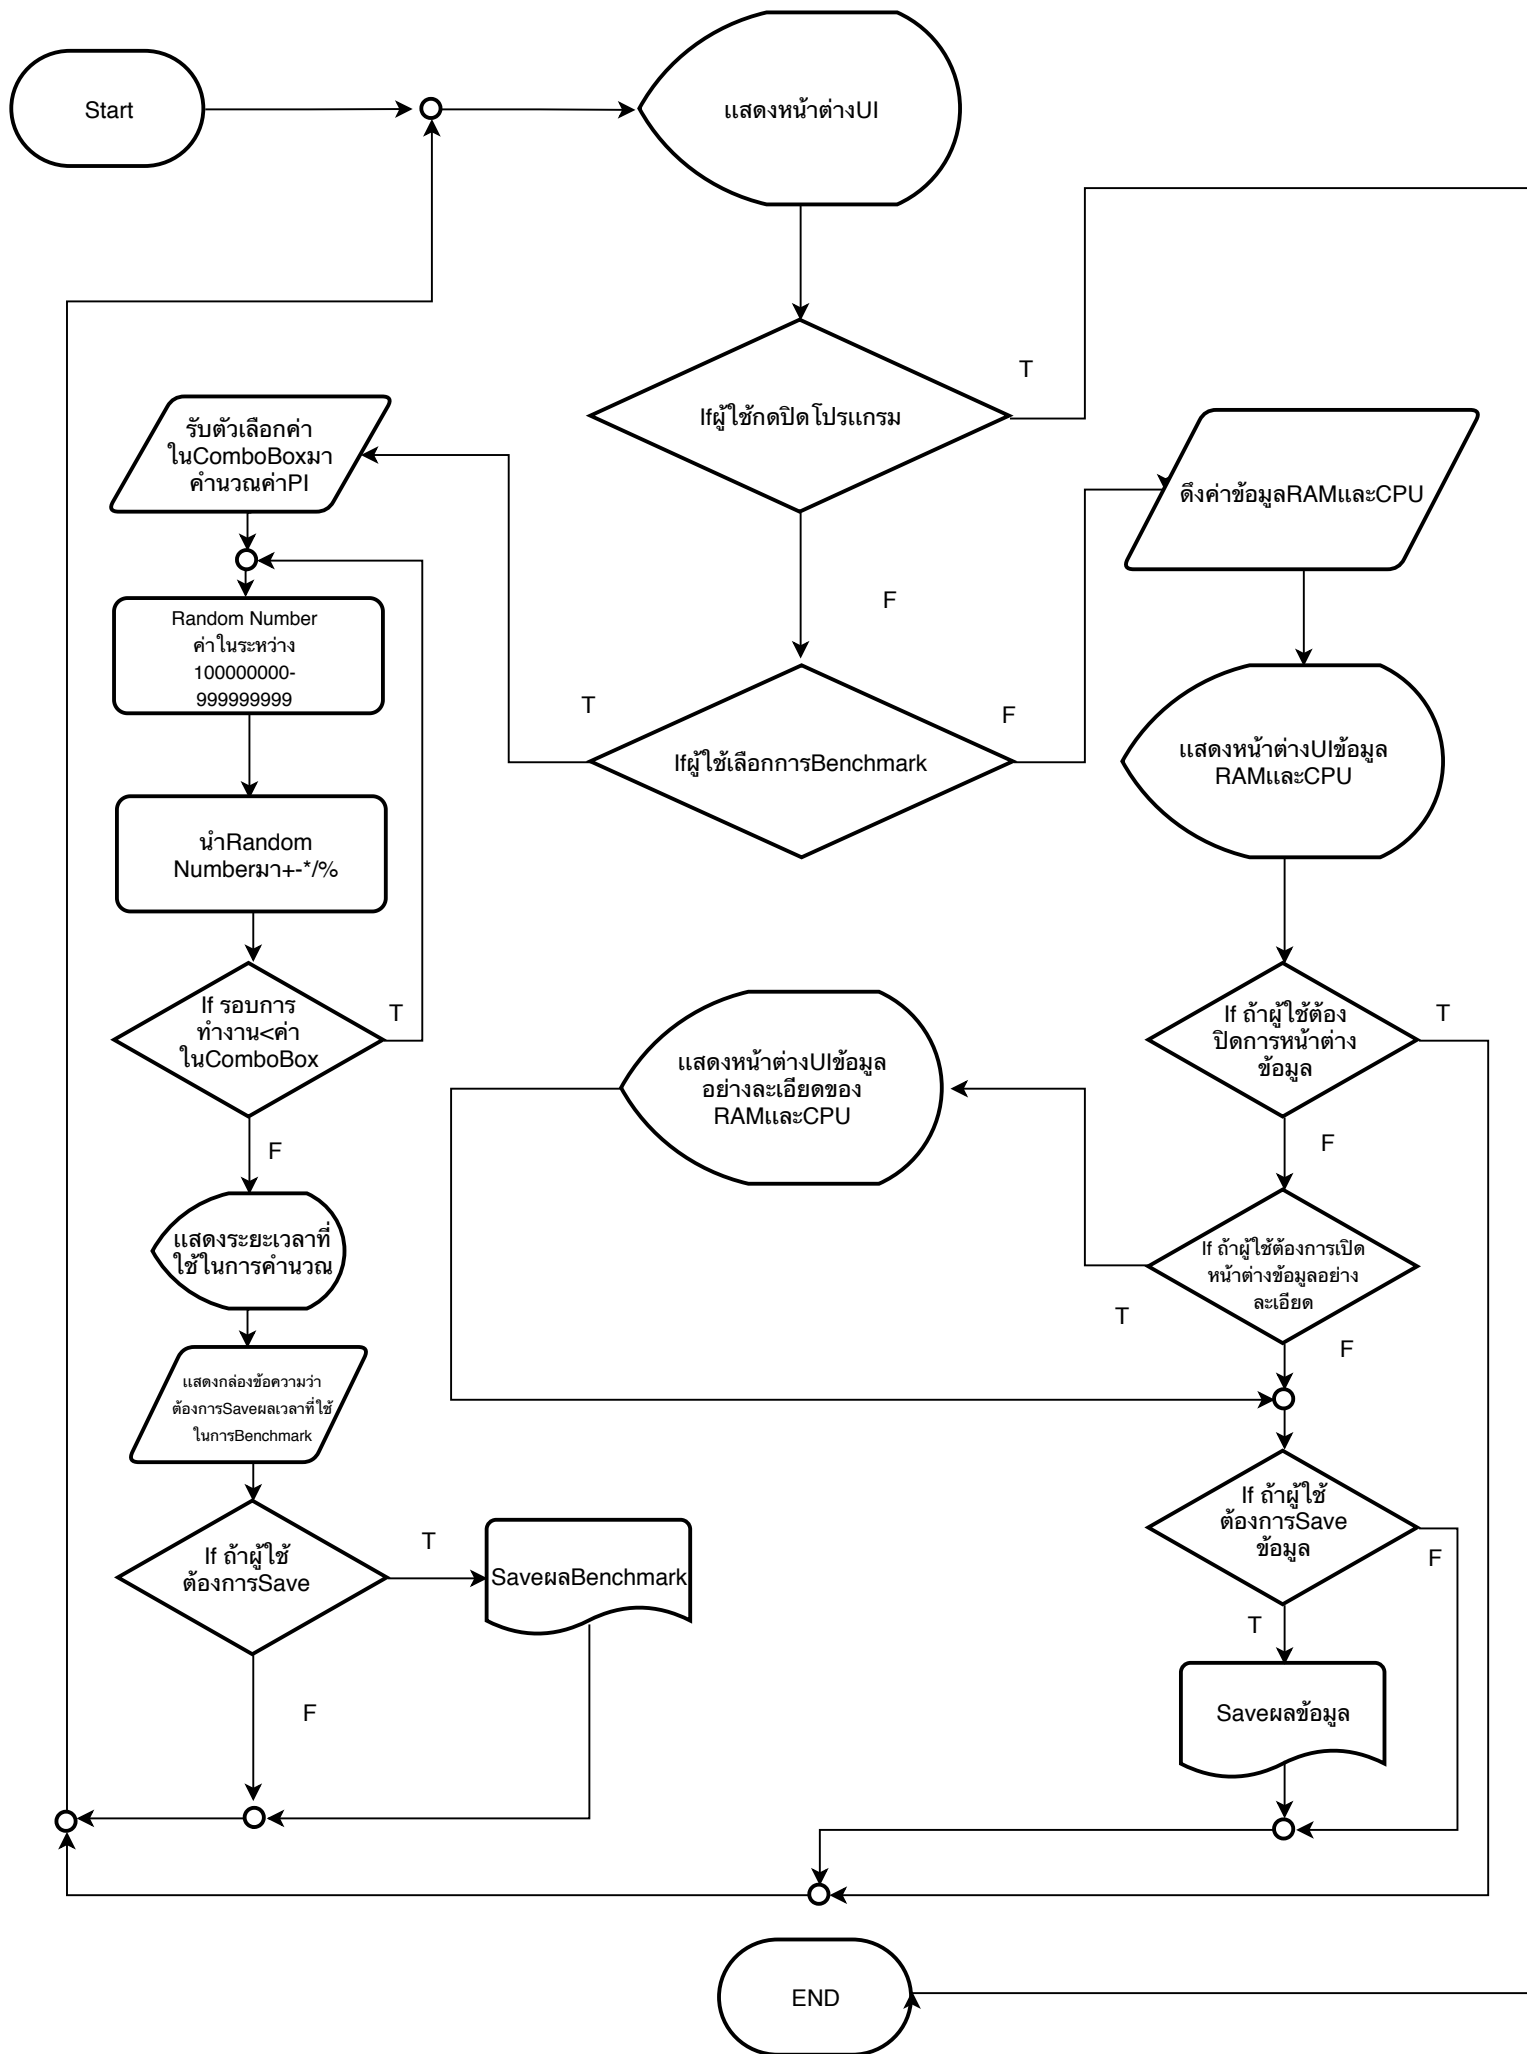 Start
แสดงหน้าต่างUI
T
Ifผู้ใช้กดปิดโปรแกรม
รับตัวเลือกค่า
ในComboBoxมา
คำนวณค่าPI
ดึงค่าข้อมูลRAMและCPU
F
Random Number
ค่าในระหว่าง
100000000-
999999999
T
F
Ifผู้ใช้เลือกการBenchmark
แสดงหน้าต่างUIข้อมูล
RAMและCPU
นำRandom
Numberมา+-*/%
If รอบการ
ทำงาน<ค่า
ในComboBox
T
แสดงหน้าต่างUIข้อมูล
อย่างละเอียดของ
RAMและCPU
If ถ้าผู้ใช้ต้อง
ปิดการหน้าต่าง
ข้อมูล
T
F
F
แสดงระยะเวลาที่
ใช้ในการคำนวณ
If ถ้าผู้ใช้ต้องการเปิด
หน้าต่างข้อมูลอย่าง
ละเอียด
T
F
แสดงกล่องข้อความว่า
ต้องการSaveผลเวลาที่ใช้
ในการBenchmark
If ถ้าผู้ใช้
ต้องการSave
T
SaveผลBenchmark
If ถ้าผู้ใช้
ต้องการSave
ข้อมูล
F
T
F
Saveผลข้อมูล
END